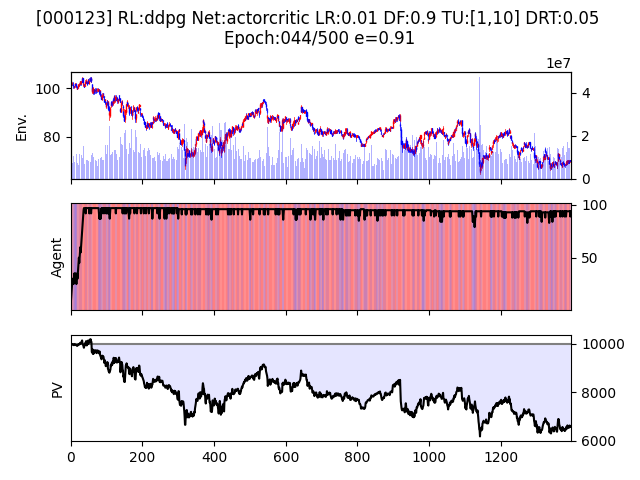 [000123] RL:ddpg Net:actorcritic LR:0.01 DF:0.9 TU:[1,10] DRT:0.05
Epoch:044/500 e=0.91
1e7
100
80
Env.
4
2
0
Agent
100
50
PV
10000
8000
6000
0 200 400 600 800 1000 1200